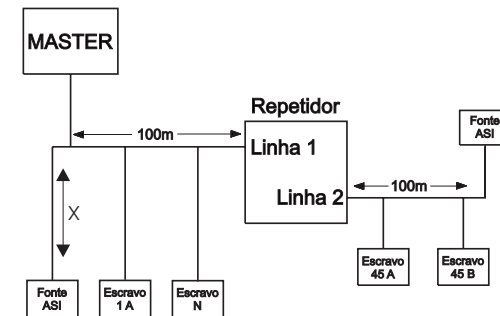 MASTER
100m
Repetidor
Linha 1
Linha 2
100m
Fonte
ASI
X
Fonte
ASI
Escravo
1 A
Escravo
N
Escravo
45 A
Escravo
45 B